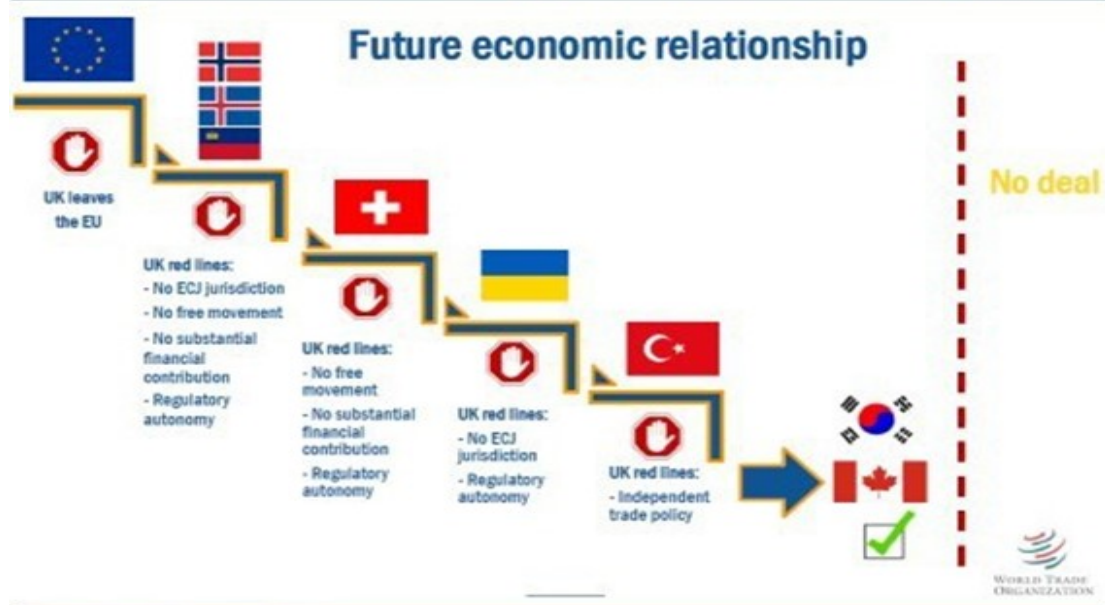 Future economic relationship
No deal
UK leaves
the EU
UK red lines:
- No ECJ jurisdiction
- No free movement
- No substantial
financial
contribution
- Regulatory
autonomy
UK red lines:
- No free
movement
- No substantial
financial
contribution
- Regulatory
autonomy
UK red lines:
- No ECJ
jurisdiction
- Regulatory
autonomy
UK red lines:
- Independent
trade policy
WORLD TRADE
ORGANIZATION